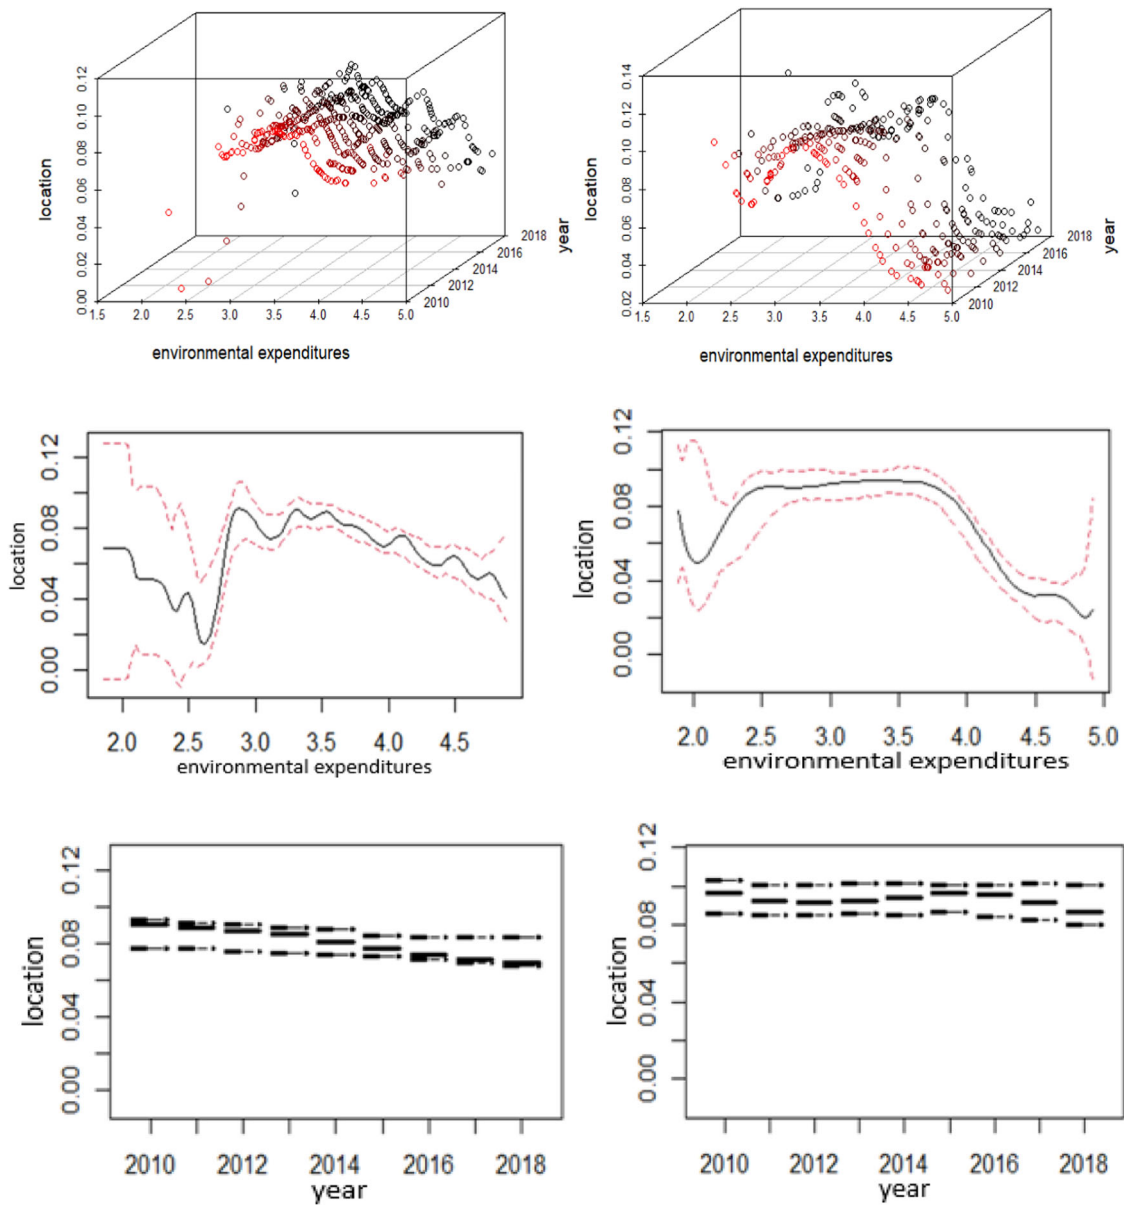 location
0.00 0.02 0.04 0.06 0.08 0.10 0.12
1.5 2.0 2.5 3.0 3.5 4.0 4.5 5.0
2010 2012 2014 2016 2018
year
environmental expenditures
location
0.02 0.04 0.06 0.08 0.10 0.12 0.14
1.5 2.0 2.5 3.0 3.5 4.0 4.5 5.0
2010 2012 2014 2016 2018
year
environmental expenditures
location
0.00 0.04 0.08 0.12
2.0 2.5 3.0 3.5 4.0 4.5
environmental expenditures
location
0.00 0.04 0.08 0.12
2.0 2.5 3.0 3.5 4.0 4.5 5.0
environmental expenditures
location
0.00 0.04 0.08 0.12
2010 2012 2014 2016 2018
year
location
0.00 0.04 0.08 0.12
2010 2012 2014 2016 2018
year